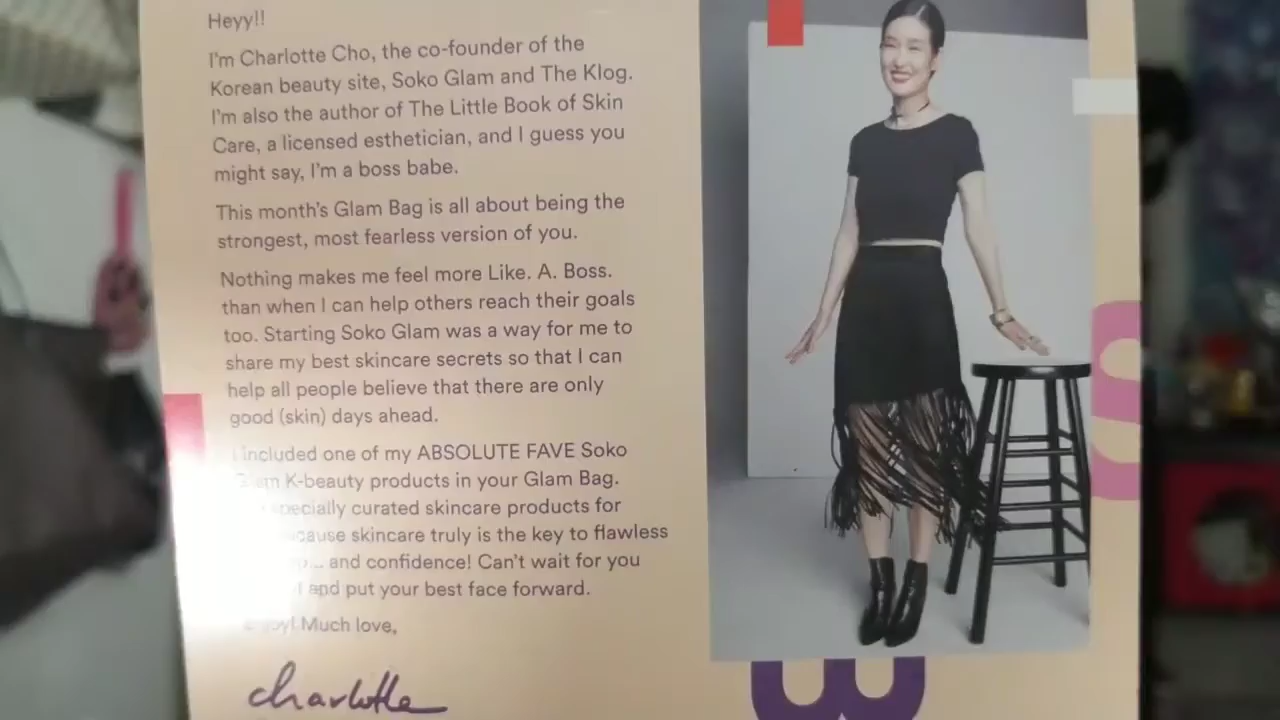 Heyy!!
I'm Charlotte Cho, the co-founder of the
Korean beauty site, Soko Glam and The Klog.
I'm also the author of The Little Book of Skin
Care, a licensed esthetician, and I guess you
might say, I'm a boss babe.
This month's Glam Bag is all about being the
strongest, most fearless version of you.
Nothing makes me feel more Like. A. Boss.
than when I can help others reach their goals
too. Starting Soko Glam was a way for me to
share my best skincare secrets so that I can
help all people believe that there are only
good (skin) days ahead.
I included one of my ABSOLUTE FAVE Soko
Glam K-beauty products in your Glam Bag.
specially curated skincare products for
because skincare truly is the key to flawless
and confidence! Can't wait for you
and put your best face forward.
Enjoy! Much love,
charlotte
S